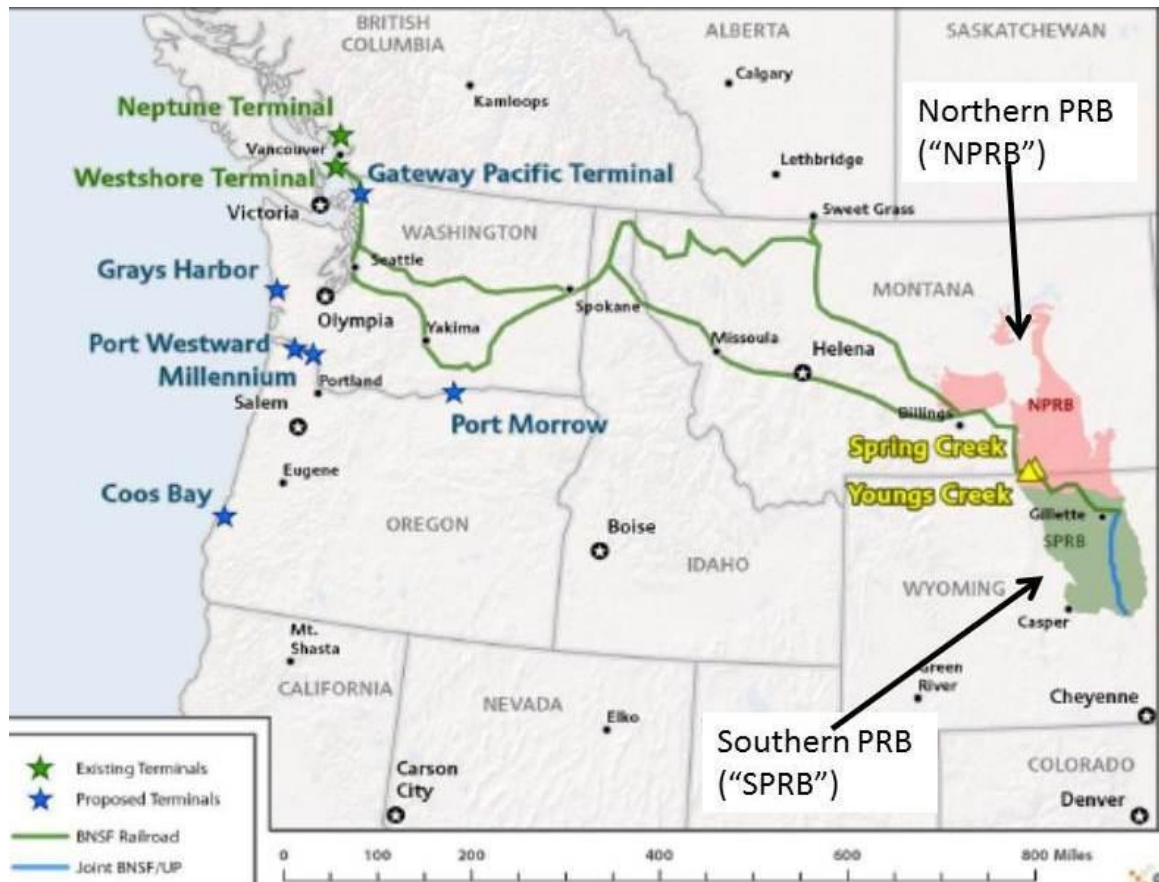 BRITISH
COLUMBIA
ALBERTA
SASKATCHEWAN
Calgary
Kamloops
Neptune Terminal
Vancouver
Northern PRB
("NPRB")
Westshore Terminal
Gateway Pacific Terminal
Lethbridge
Victoria
Sweet Grass
WASHINGTON
Seattle
Grays Harbor
Spokane
MONTANA
Olympia
Yakima
Missoula
Helena
Port Westward
Millennium
Portland
Salem
Port Morrow
Billings
NPRB
Spring Creek
Eugene
Youngs Creek
Coos Bay
Gillette
OREGON
Boise
SPRB
IDAHO
WYOMING
Casper
Mt.
Shasta
CALIFORNIA
NEVADA
Elko
Green
River
Cheyenne
Southern PRB
("SPRB")
COLORADO
Carson
City
Denver
Existing Terminals
Proposed Terminals
BNSF Railroad
Joint BNSF/UP
0 100 200 400 600 800 Miles